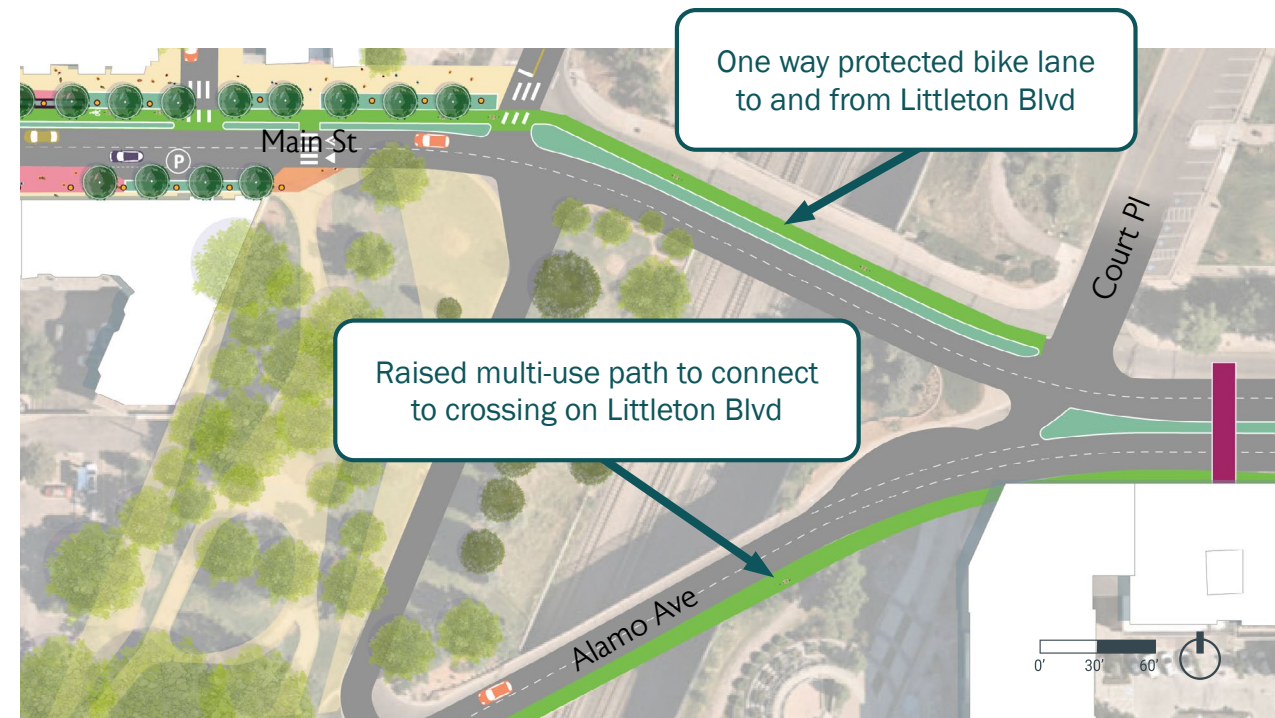 One way protected bike lane
to and from Littleton Blvd
Main St
P
Court Pl
Raised multi-use path to connect
to crossing on Littleton Blvd
Alamo Ave
0' 30' 60'